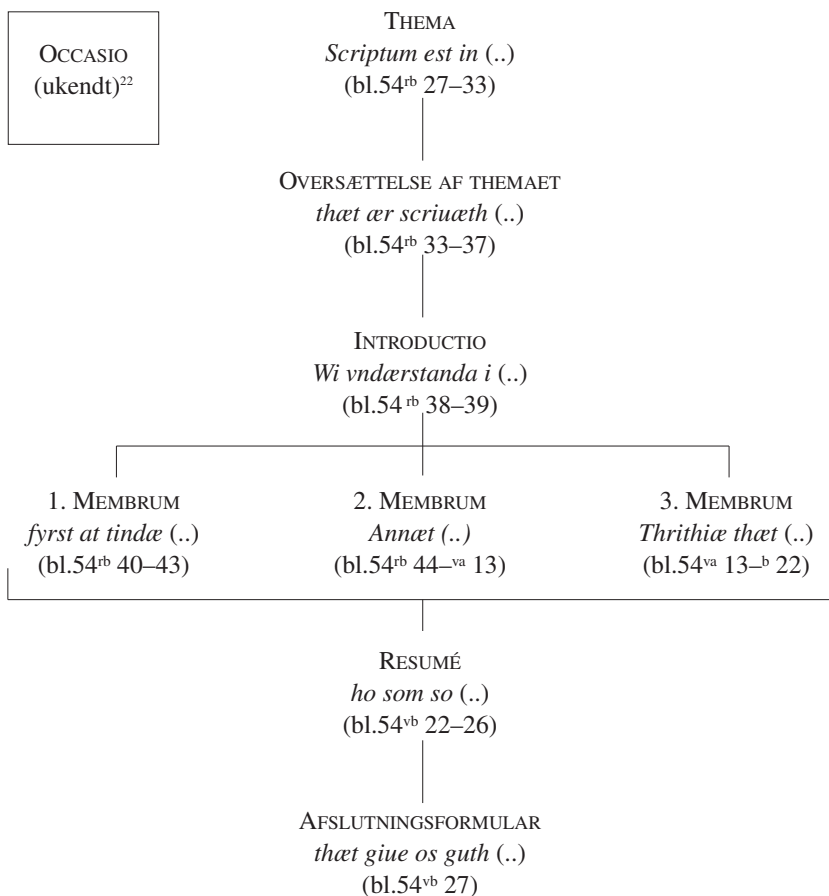 OCCASIO
(ukendt)²²
THEMA
Scriptum est in (..)
(bl.54ʳᵇ 27–33)
OVERSÆTTELSE AF THEMAET
thæt ær scriuæth (..)
(bl.54ʳᵇ 33–37)
INTRODUCTIO
Wi vndærstanda i (..)
(bl.54 ʳᵇ 38–39)
1. MEMBRUM
fyrst at tindæ (..)
(bl.54ʳᵇ 40–43)
2. MEMBRUM
Annæt (..)
(bl.54ʳᵇ 44–ᵛᵃ 13)
3. MEMBRUM
Thrithiæ thæt (..)
(bl.54ᵛᵃ 13–ᵇ 22)
RESUMÉ
ho som so (..)
(bl.54ᵛᵇ 22–26)
AFSLUTNINGSFORMULAR
thæt giue os guth (..)
(bl.54ᵛᵇ 27)